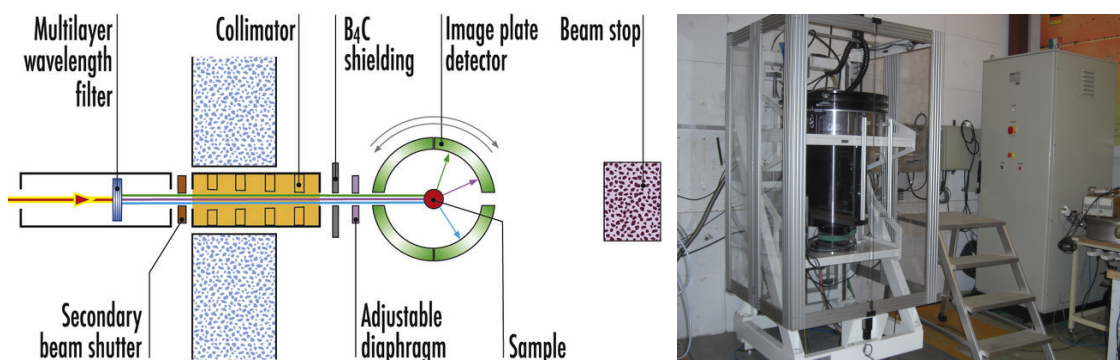 Multilayer
wavelength
filter
Collimator
B₄C
shielding
Image plate
detector
Beam stop
Secondary
beam shutter
Adjustable
diaphragm
Sample